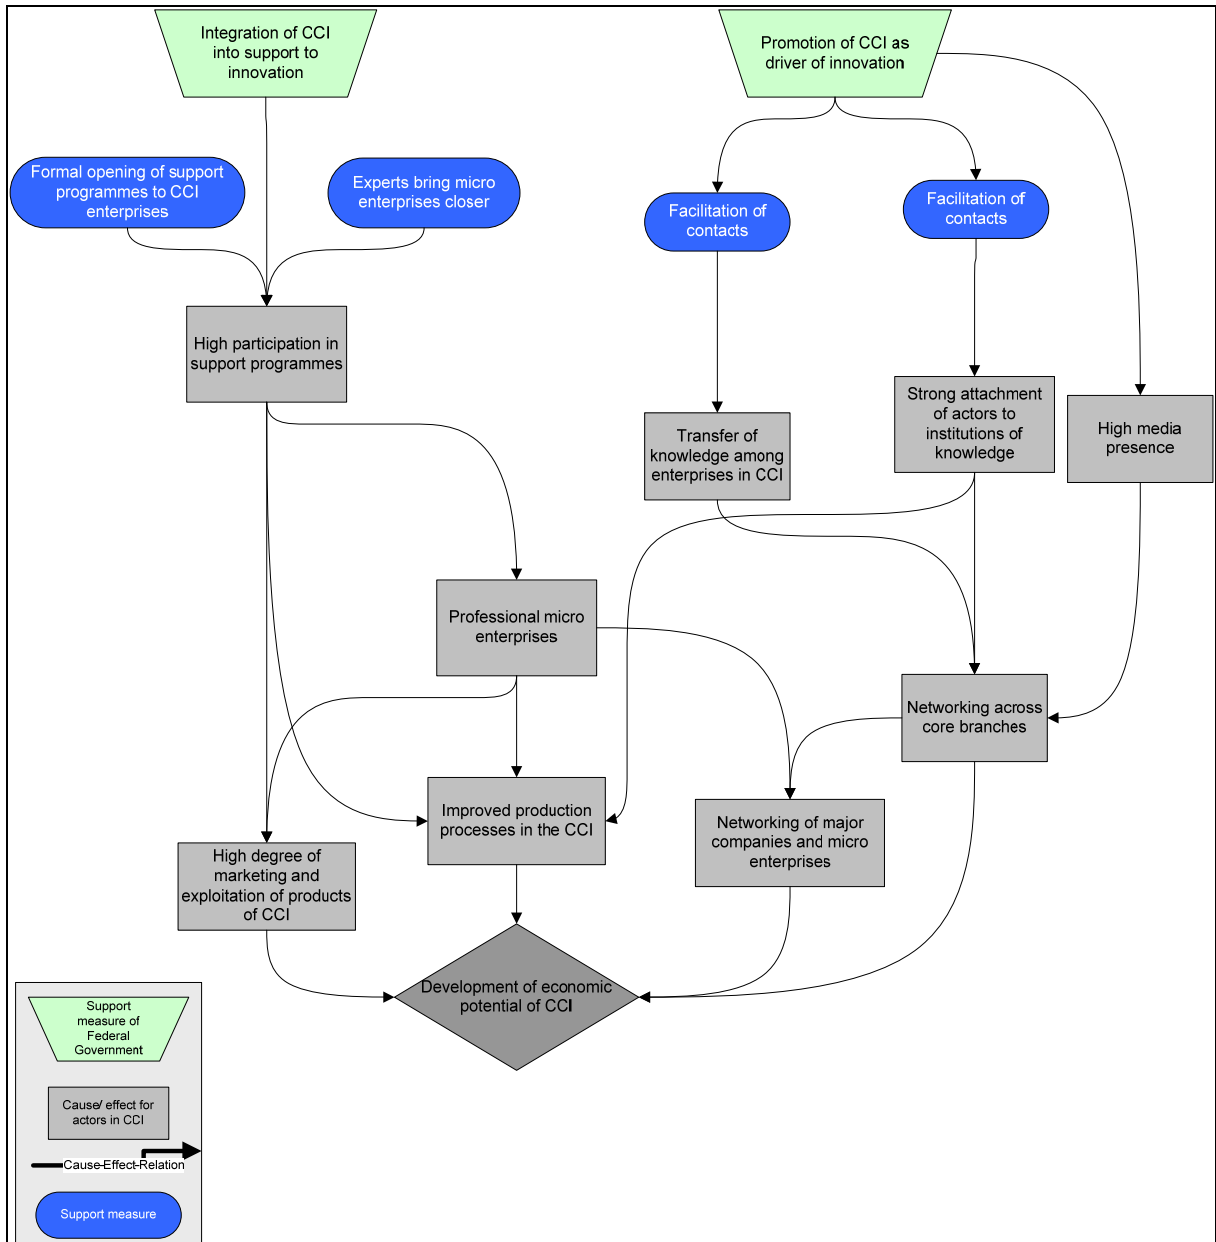 Integration of CCI
into support to
innovation
Promotion of CCI as
driver of innovation
Formal opening of support
programmes to CCI
enterprises
Experts bring micro
enterprises closer
Facilitation of
contacts
Facilitation of
contacts
High participation in
support programmes
Transfer of
knowledge among
enterprises in CCI
Strong attachment
of actors to
institutions of
knowledge
High media
presence
Professional micro
enterprises
Networking across
core branches
Improved production
processes in the CCI
Networking of major
companies and micro
enterprises
High degree of
marketing and
exploitation of products
of CCI
Development of economic
potential of CCI
Support
measure of
Federal
Government
Cause/ effect for
actors in CCI
Cause-Effect-Relation
Support measure